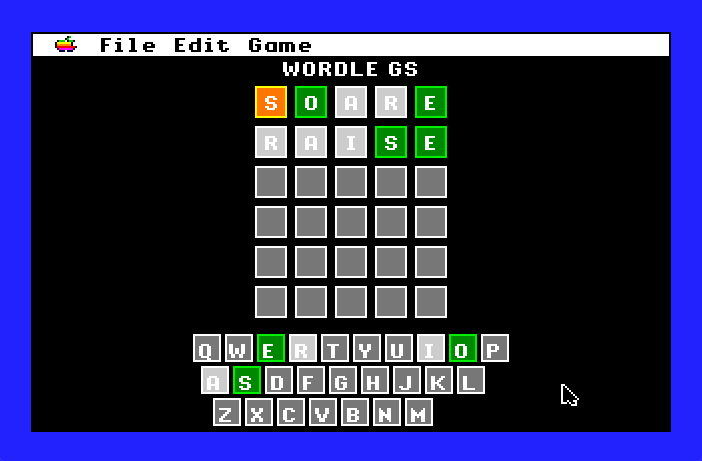 File Edit Game
WORDLE GS
S O A R E
R A I S E
Q W E R T Y U I O P
A S D F G H J K L
Z X C V B N M